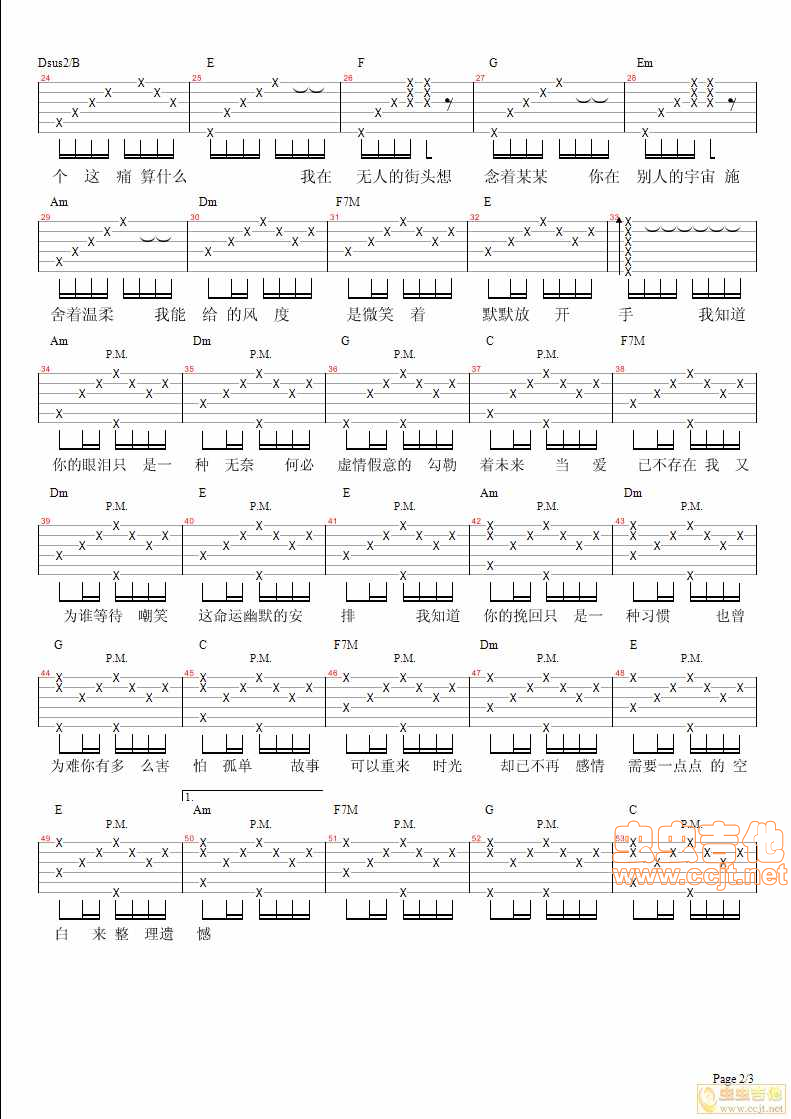 Dsus2/B E F G Em
24 25 26 27 28
个 这 痛 算什么 我在 无人的街头想 念着某某 你在 别人的宇宙 施
Am Dm F7M E
29 30 31 32 33
舍着温柔 我能 给 的风 度 是微笑 着 默默放 开 手 我知道
Am Dm G C F7M
P.M. P.M. P.M. P.M.
34 35 36 37 38
你的眼泪只 是一 种 无奈 何必 虚情假意的 勾勒 着未来 当 爱 已不存在 我 又
Dm E E Am Dm
P.M. P.M. P.M. P.M. P.M.
39 40 41 42 43
为谁等待 嘲笑 这命运幽默的安 排 我知道 你的挽回只 是一 种习惯 也曾
G C F7M Dm E
P.M. P.M. P.M. P.M. P.M.
44 45 46 47 48
为难你有多 么害 怕 孤单 故事 可以重来 时光 却已不再 感情 需要一点点 的 空
1.
E Am F7M G C
P.M. P.M. P.M. P.M. P.M.
49 50 51 52 53
白 来 整 理遗 憾
虫虫吉他
www.ccjt.net
Page 2/3
虫虫吉他
www.ccjt.net